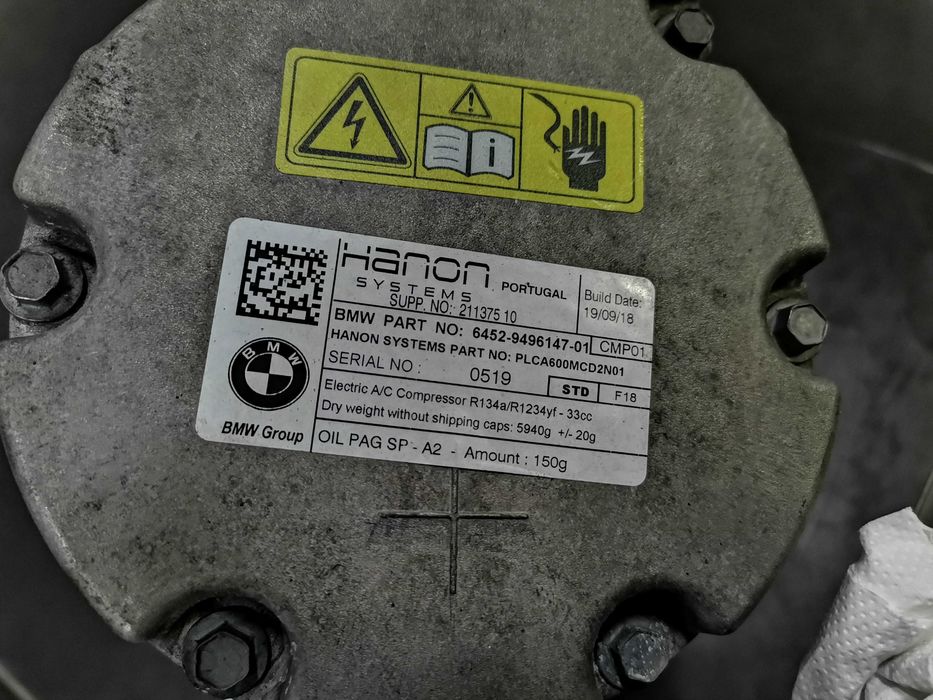 i
Hanon
SYSTEMS
PORTUGAL
SUPP. NO: 211375 10
Build Date:
19/09/18
BMW PART NO: 6452-9496147-01
CMP01
HANON SYSTEMS PART NO: PLCA600MCD2N01
SERIAL NO : 0519
STD
F18
Electric A/C Compressor R134a/R1234yf - 33cc
Dry weight without shipping caps: 5940g +/- 20g
OIL PAG SP - A2 - Amount : 150g
BMW
BMW Group